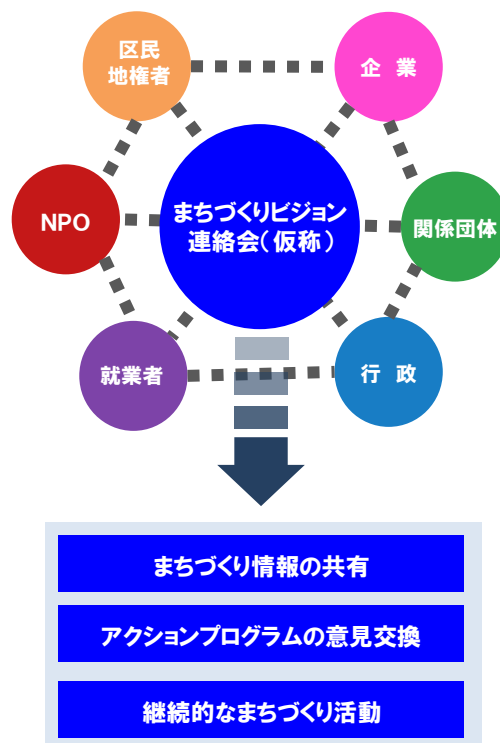 区民
地権者
企 業
NPO
まちづくりビジョン
連絡会(仮称)
関係団体
就業者
行 政
まちづくり情報の共有
アクションプログラムの意見交換
継続的なまちづくり活動